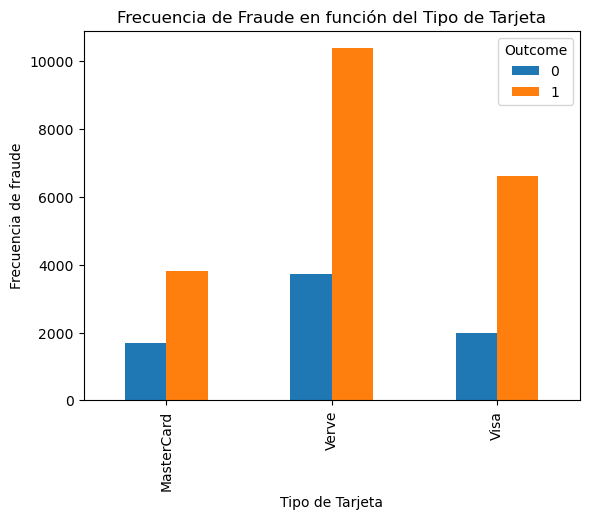 Frecuencia de Fraude en función del Tipo de Tarjeta
Outcome
0
1
Frecuencia de fraude
10000
8000
6000
4000
2000
0
MasterCard
Verve
Visa
Tipo de Tarjeta